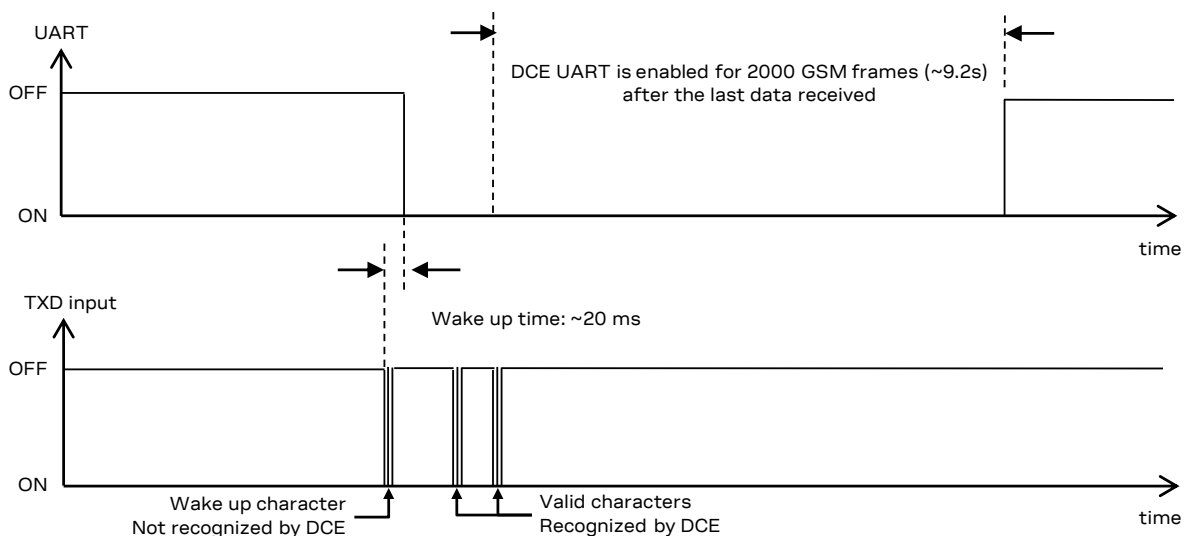 UART
DCE UART is enabled for 2000 GSM frames (~9.2s)
after the last data received
OFF
ON
time
TXD input
Wake up time: ~20 ms
OFF
ON
Wake up character
Not recognized by DCE
Valid characters
Recognized by DCE
time